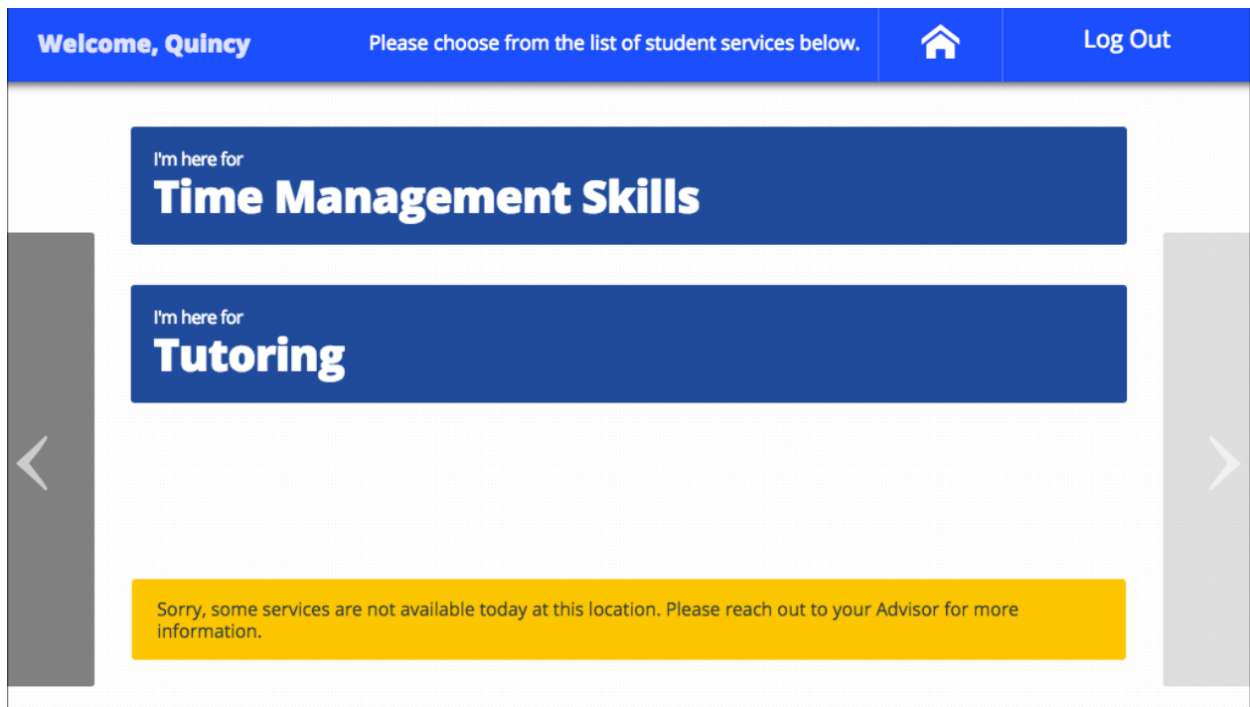 Welcome, Quincy
Please choose from the list of student services below.
Log Out
I'm here for
Time Management Skills
I'm here for
Tutoring
Sorry, some services are not available today at this location. Please reach out to your Advisor for more
information.